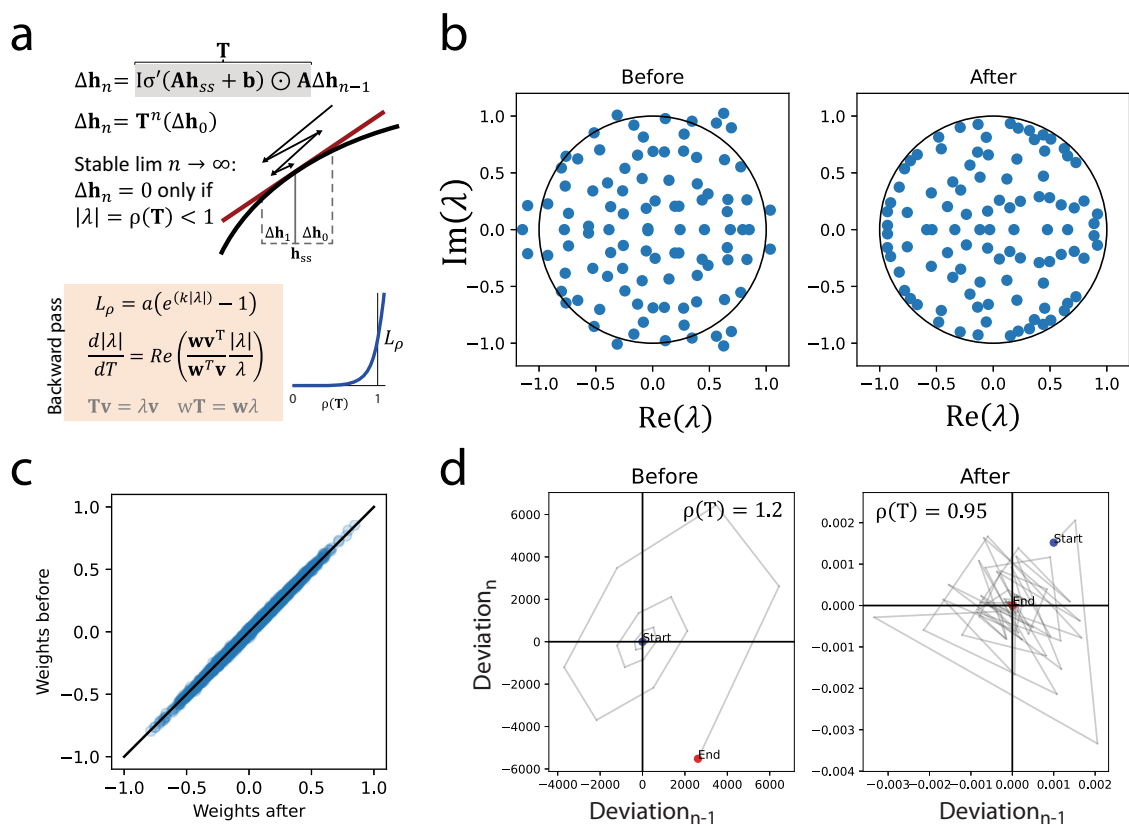 a
T
Δh_n = Iσ′(Ah_ss + b) ⊙ AΔh_n−1
Δh_n = T^n(Δh_0)
Stable lim n → ∞:
Δh_n = 0 only if
|λ| = ρ(T) < 1
Δh_1 Δh_0
h_ss
Backward pass
L_ρ = a(e^(k|λ|) − 1)
d|λ|/dT = Re(wv^T/w^Tv |λ|/λ)
Tv = λv wT = wλ
L_ρ
0 ρ(T) 1
b
Before
1.0
0.5
0.0
−0.5
−1.0
Im(λ)
−1.0 −0.5 0.0 0.5 1.0
Re(λ)
After
1.0
0.5
0.0
−0.5
−1.0
−1.0 −0.5 0.0 0.5 1.0
Re(λ)
c
1.0
0.5
0.0
−0.5
−1.0
Weights before
−1.0 −0.5 0.0 0.5 1.0
Weights after
d
Before
ρ(T) = 1.2
6000
4000
2000
0
−2000
−4000
−6000
Start
End
Deviation_n
−4000 −2000 0 2000 4000 6000
Deviation_n-1
After
ρ(T) = 0.95
0.002
0.001
0.000
−0.001
−0.002
−0.003
−0.004
Start
End
−0.003 −0.002 −0.001 0.000 0.001 0.002
Deviation_n-1